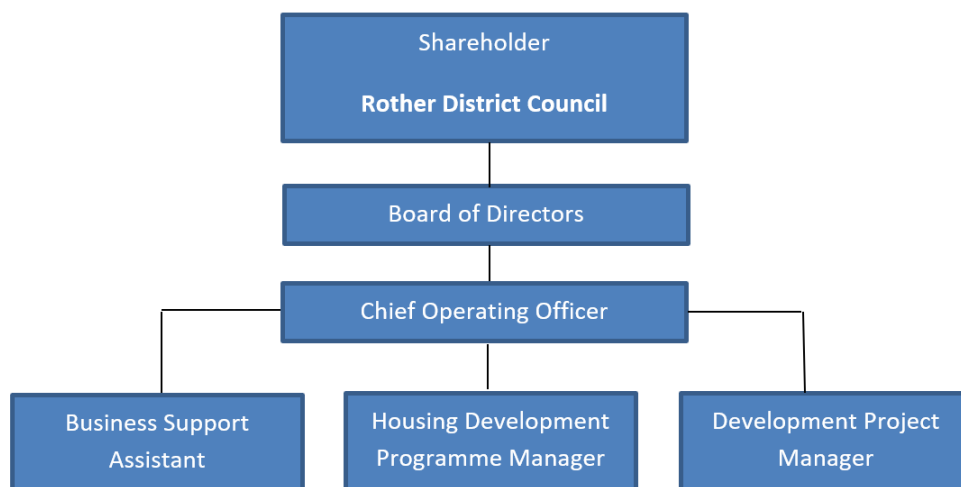 Shareholder
Rother District Council
Board of Directors
Chief Operating Officer
Business Support
Assistant
Housing Development
Programme Manager
Development Project
Manager